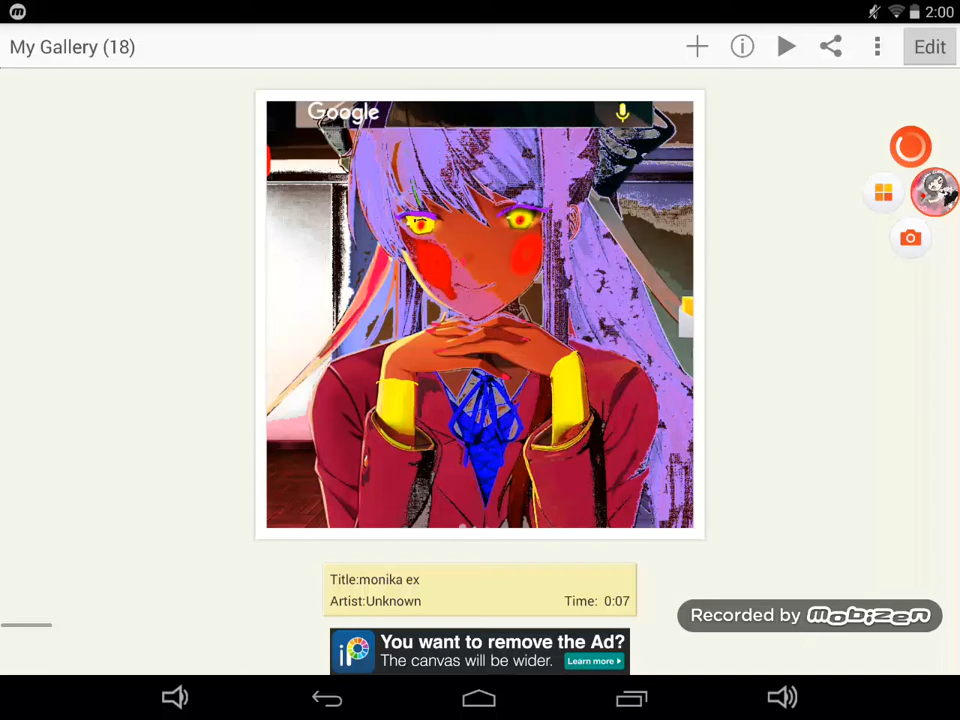 2:00
My Gallery (18)
Edit
Google
Title:monika ex
Artist:Unknown
Time: 0:07
Recorded by mobizen
iP
You want to remove the Ad?
The canvas will be wider.
Learn more